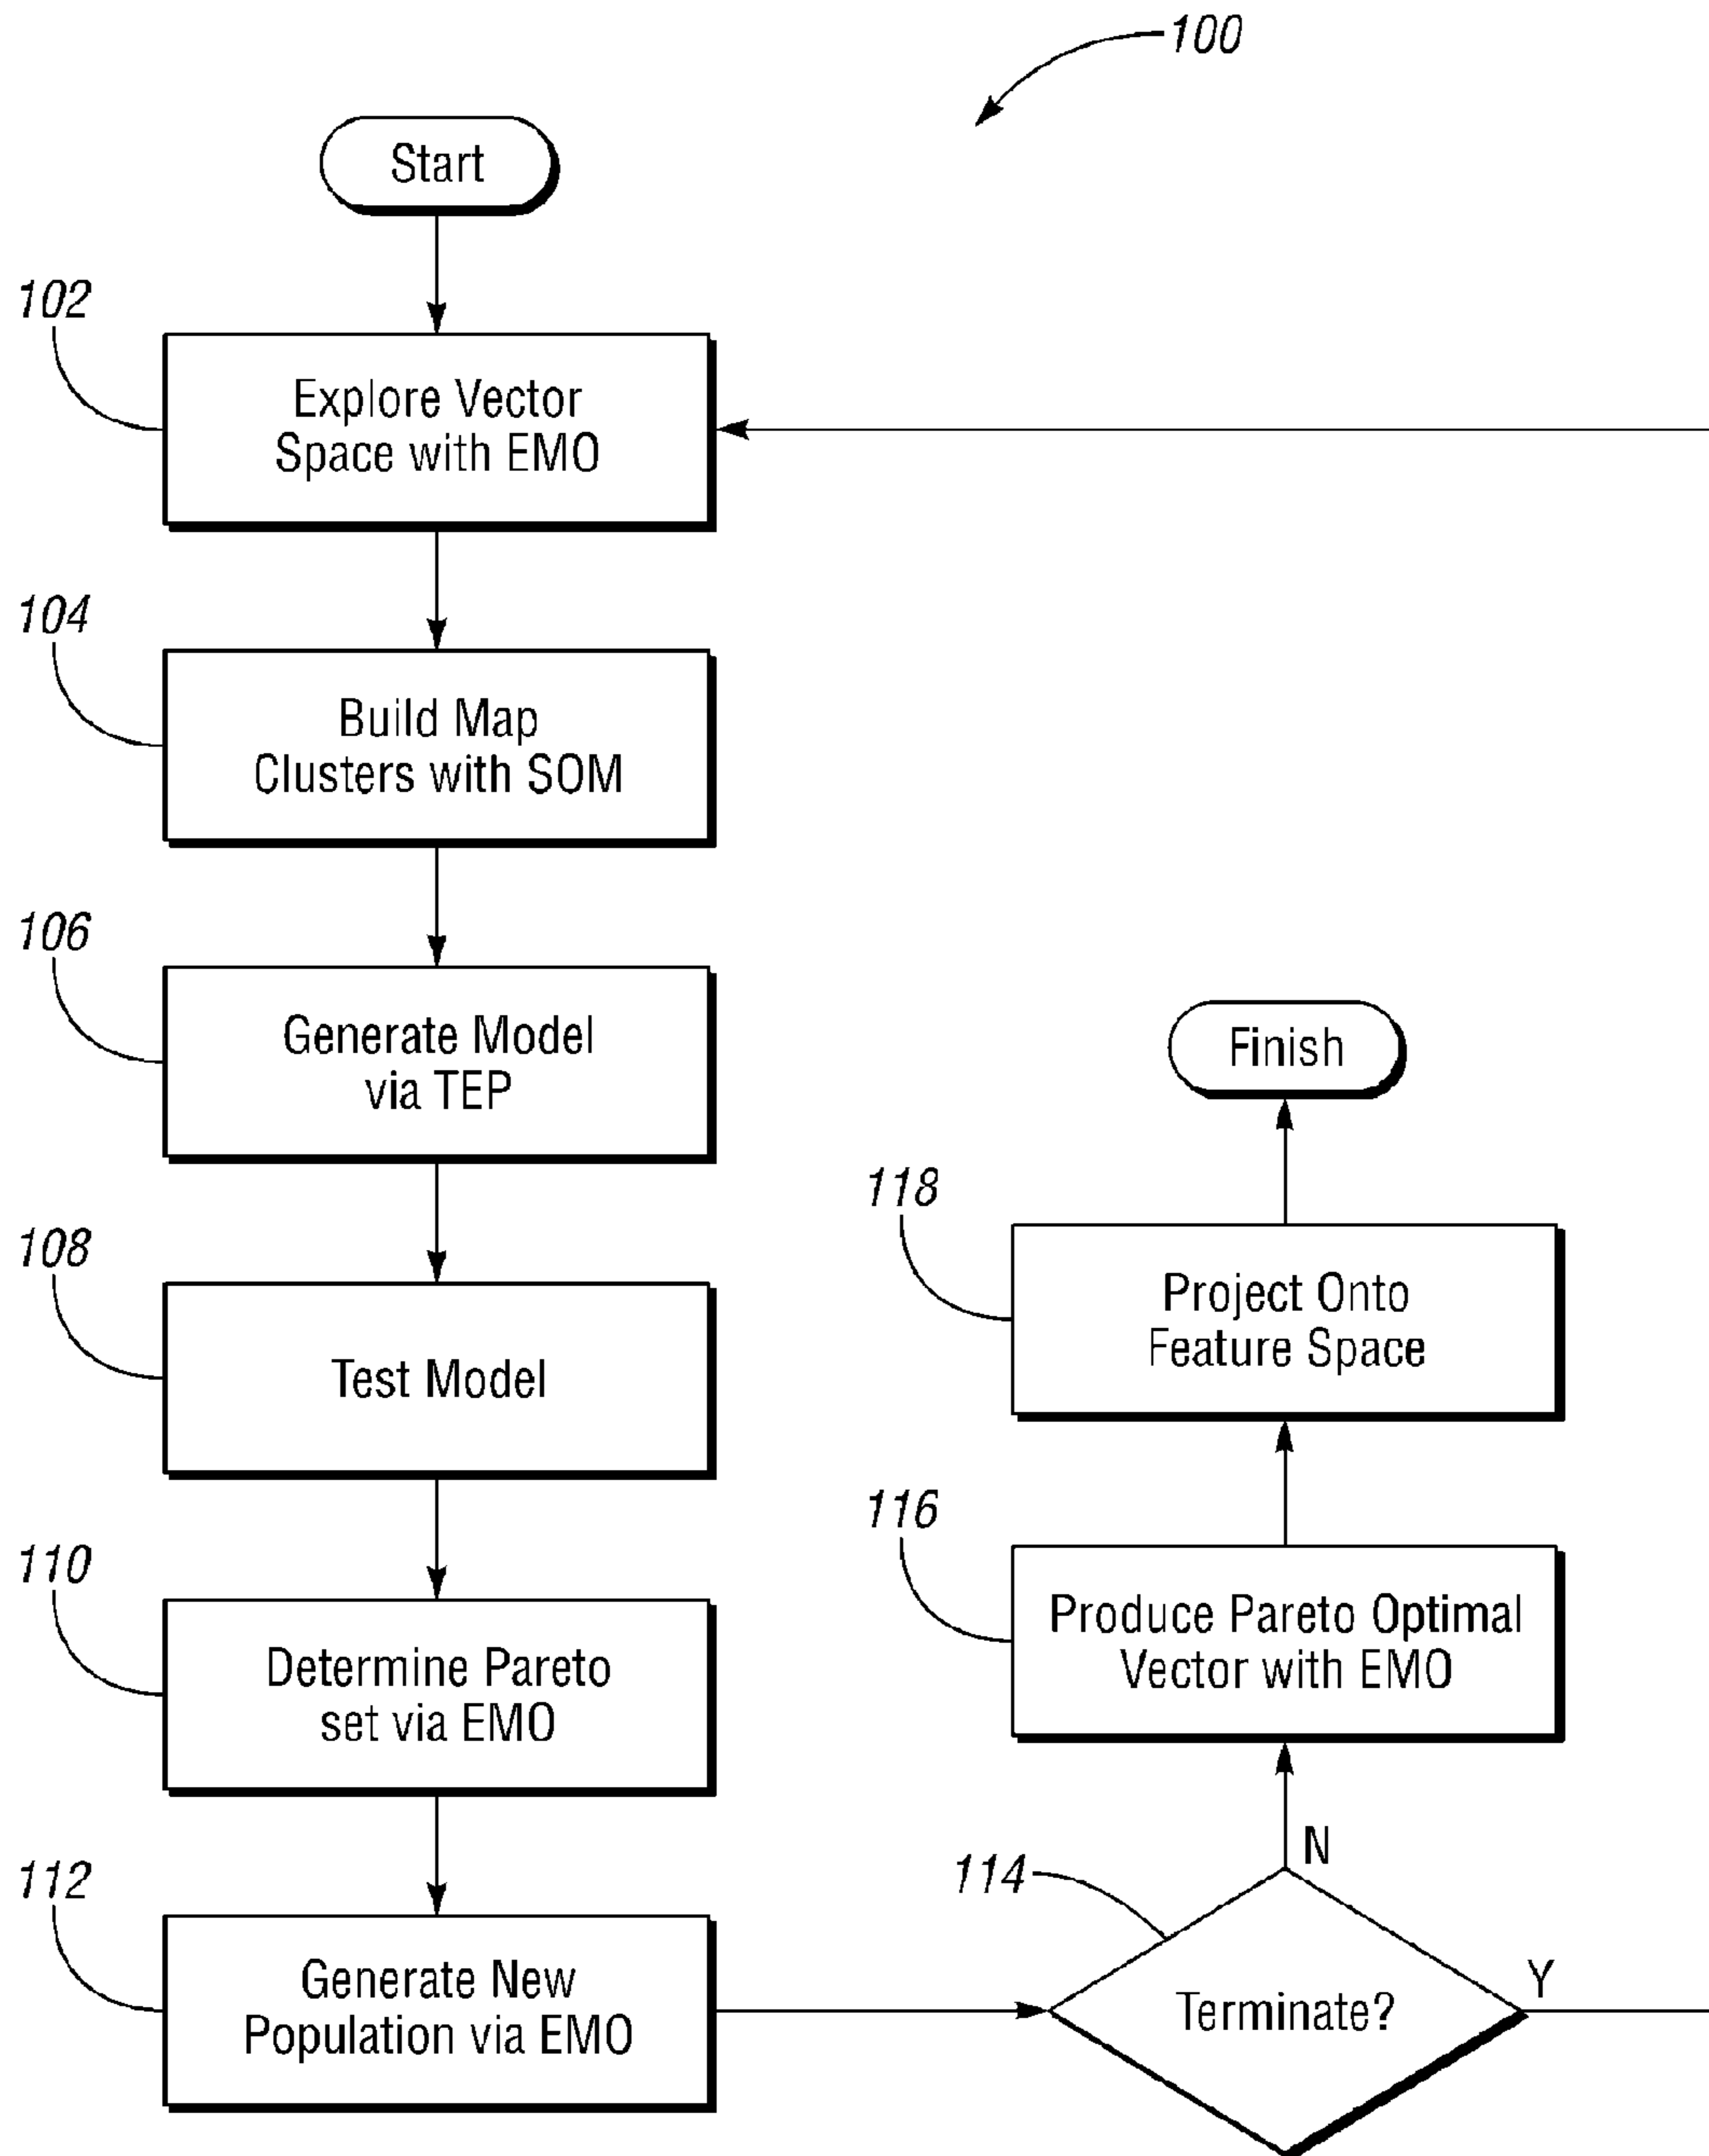 100
Start
102
Explore Vector
Space with EMO
104
Build Map
Clusters with SOM
106
Generate Model
via TEP
108
Test Model
110
Determine Pareto
set via EMO
112
Generate New
Population via EMO
114
Terminate?
Y
N
116
Produce Pareto Optimal
Vector with EMO
118
Project Onto
Feature Space
Finish